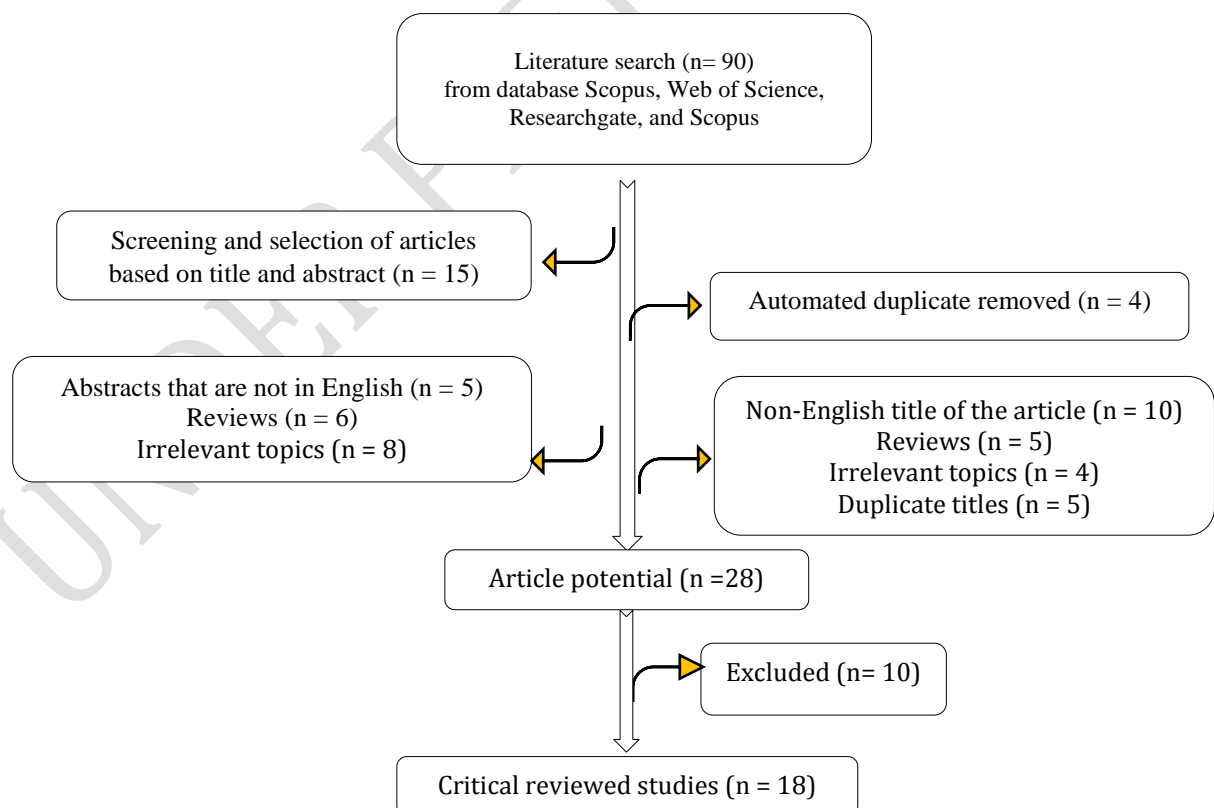 Literature search (n= 90)
from database Scopus, Web of Science,
Researchgate, and Scopus
Screening and selection of articles
based on title and abstract (n = 15)
Automated duplicate removed (n = 4)
Abstracts that are not in English (n = 5)
Reviews (n = 6)
Irrelevant topics (n = 8)
Non-English title of the article (n = 10)
Reviews (n = 5)
Irrelevant topics (n = 4)
Duplicate titles (n = 5)
Article potential (n =28)
Excluded (n= 10)
Critical reviewed studies (n = 18)
UNDER